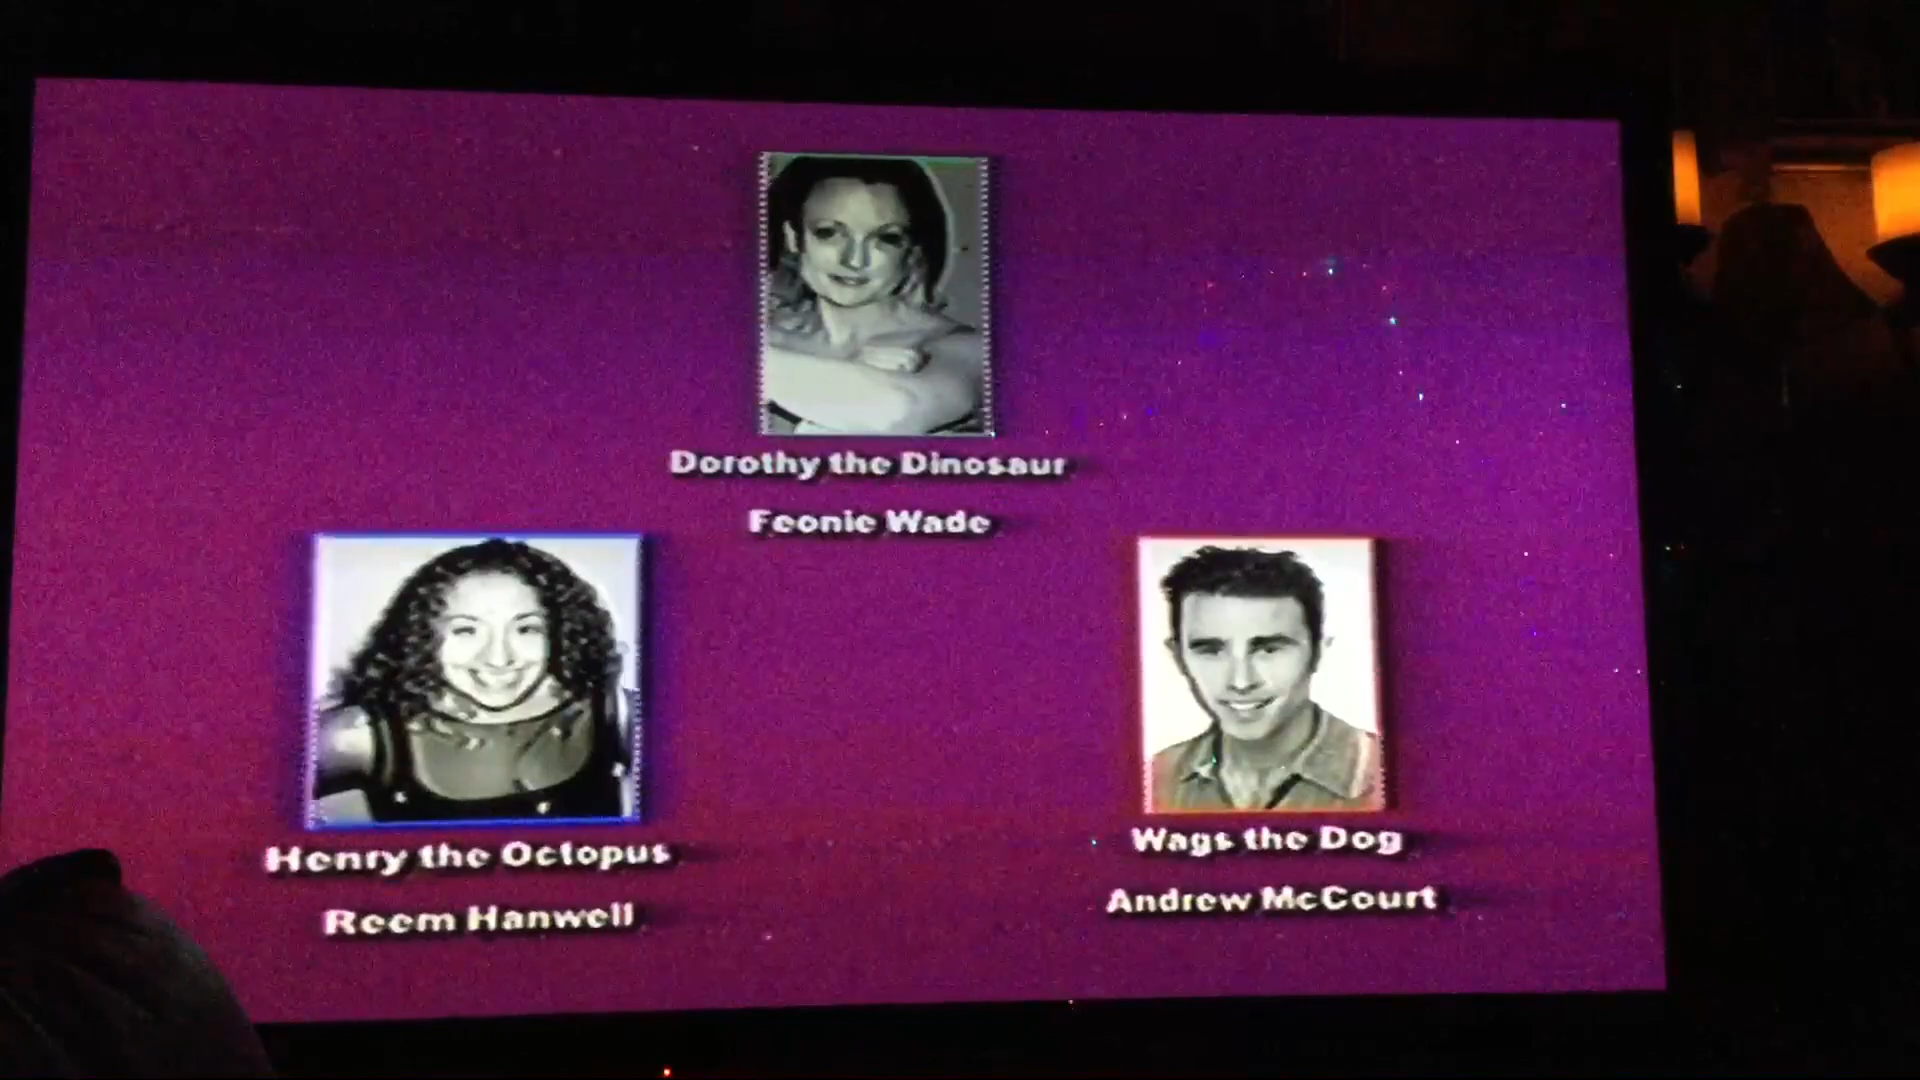 Dorothy the Dinosaur
Feonie Wade
Henry the Octopus
Reem Hanwell
Wags the Dog
Andrew McCourt